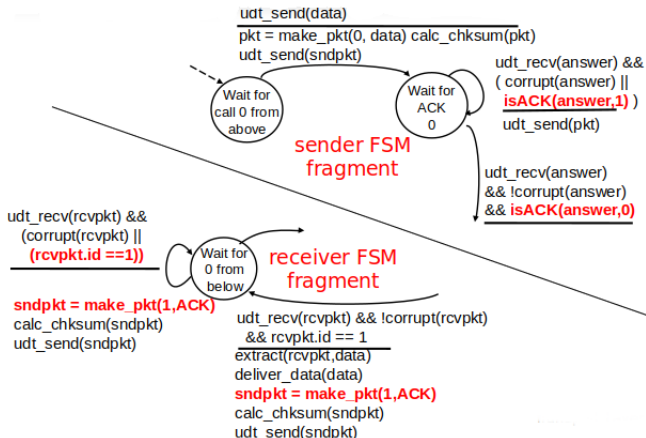 udt_send(data)
pkt = make_pkt(0, data) calc_chksum(pkt)
udt_send(sndpkt)
Wait for
call 0 from
above
Wait for
ACK
0
udt_recv(answer) &&
( corrupt(answer) ||
isACK(answer,1) )
udt_send(pkt)
sender FSM
fragment
udt_recv(answer)
&& !corrupt(answer)
&& isACK(answer,0)
udt_recv(rcvpkt) &&
(corrupt(rcvpkt) ||
(rcvpkt.id ==1))
Wait for
0 from
below
receiver FSM
fragment
sndpkt = make_pkt(1,ACK)
calc_chksum(sndpkt)
udt_send(sndpkt)
udt_recv(rcvpkt) && !corrupt(rcvpkt)
&& rcvpkt.id == 1
extract(rcvpkt,data)
deliver_data(data)
sndpkt = make_pkt(1,ACK)
calc_chksum(sndpkt)
udt_send(sndpkt)